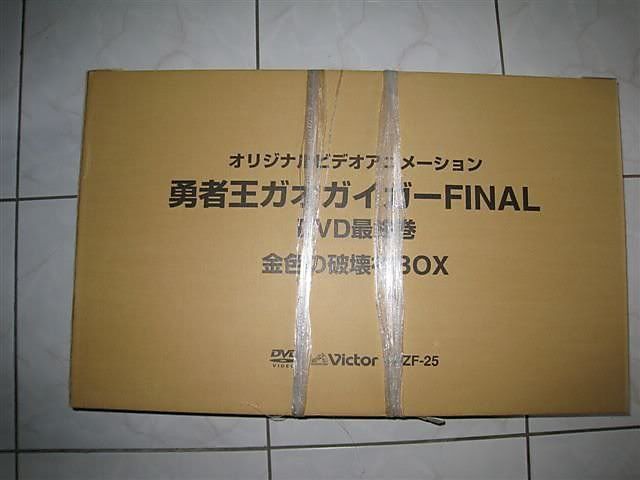 オリジナルビデオアニメーション
勇者王ガオガイガーFINAL
DVD最終巻
金色の破壊神BOX
DVD VIDEO Victor ZF-25